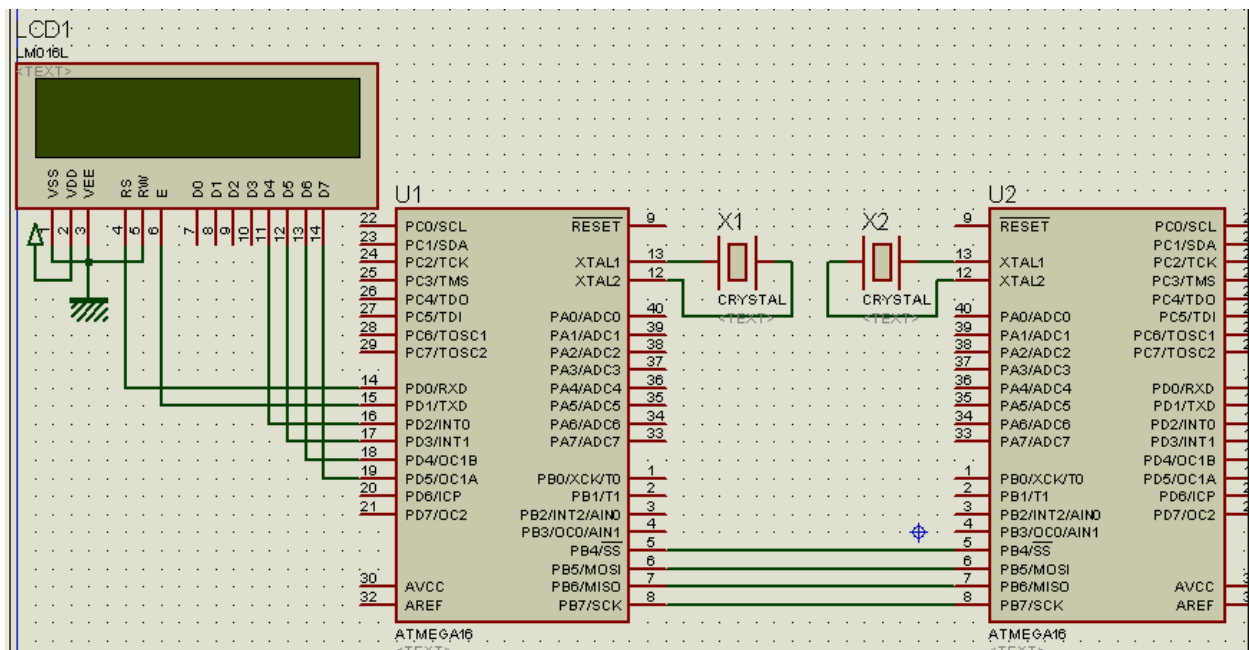 LCD1
LM016L
<TEXT>
VSS VDD VEE RS RW E D0 D1 D2 D3 D4 D5 D6 D7
1 2 3 4 5 6 7 8 9 10 11 12 13 14
U1
22 PC0/SCL RESET 9
23 PC1/SDA
24 PC2/TCK XTAL1 13
25 PC3/TMS XTAL2 12
26 PC4/TDO
27 PC5/TDI PA0/ADC0 40
28 PC6/TOSC1 PA1/ADC1 39
29 PC7/TOSC2 PA2/ADC2 38
PA3/ADC3 37
14 PD0/RXD PA4/ADC4 36
15 PD1/TXD PA5/ADC5 35
16 PD2/INT0 PA6/ADC6 34
17 PD3/INT1 PA7/ADC7 33
18 PD4/OC1B
19 PD5/OC1A PB0/XCK/T0 1
20 PD6/ICP PB1/T1 2
21 PD7/OC2 PB2/INT2/AIN0 3
PB3/OC0/AIN1 4
PB4/SS 5
PB5/MOSI 6
30 AVCC PB6/MISO 7
32 AREF PB7/SCK 8
ATMEGA16
<TEXT>
X1
CRYSTAL
<TEXT>
X2
CRYSTAL
<TEXT>
U2
9 RESET PC0/SCL
PC1/SDA
13 XTAL1 PC2/TCK
12 XTAL2 PC3/TMS
PC4/TDO
40 PA0/ADC0 PC5/TDI
39 PA1/ADC1 PC6/TOSC1
38 PA2/ADC2 PC7/TOSC2
37 PA3/ADC3
36 PA4/ADC4 PD0/RXD
35 PA5/ADC5 PD1/TXD
34 PA6/ADC6 PD2/INT0
33 PA7/ADC7 PD3/INT1
PD4/OC1B
1 PB0/XCK/T0 PD5/OC1A
2 PB1/T1 PD6/ICP
3 PB2/INT2/AIN0 PD7/OC2
4 PB3/OC0/AIN1
5 PB4/SS
6 PB5/MOSI
7 PB6/MISO AVCC
8 PB7/SCK AREF
ATMEGA16
<TEXT>